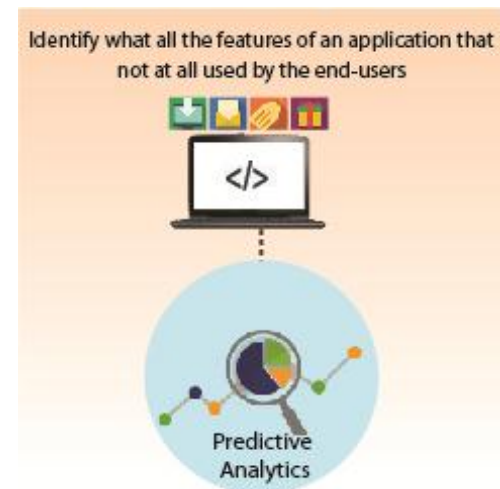 Identify what all the features of an application that
not at all used by the end-users
</>
Predictive
Analytics